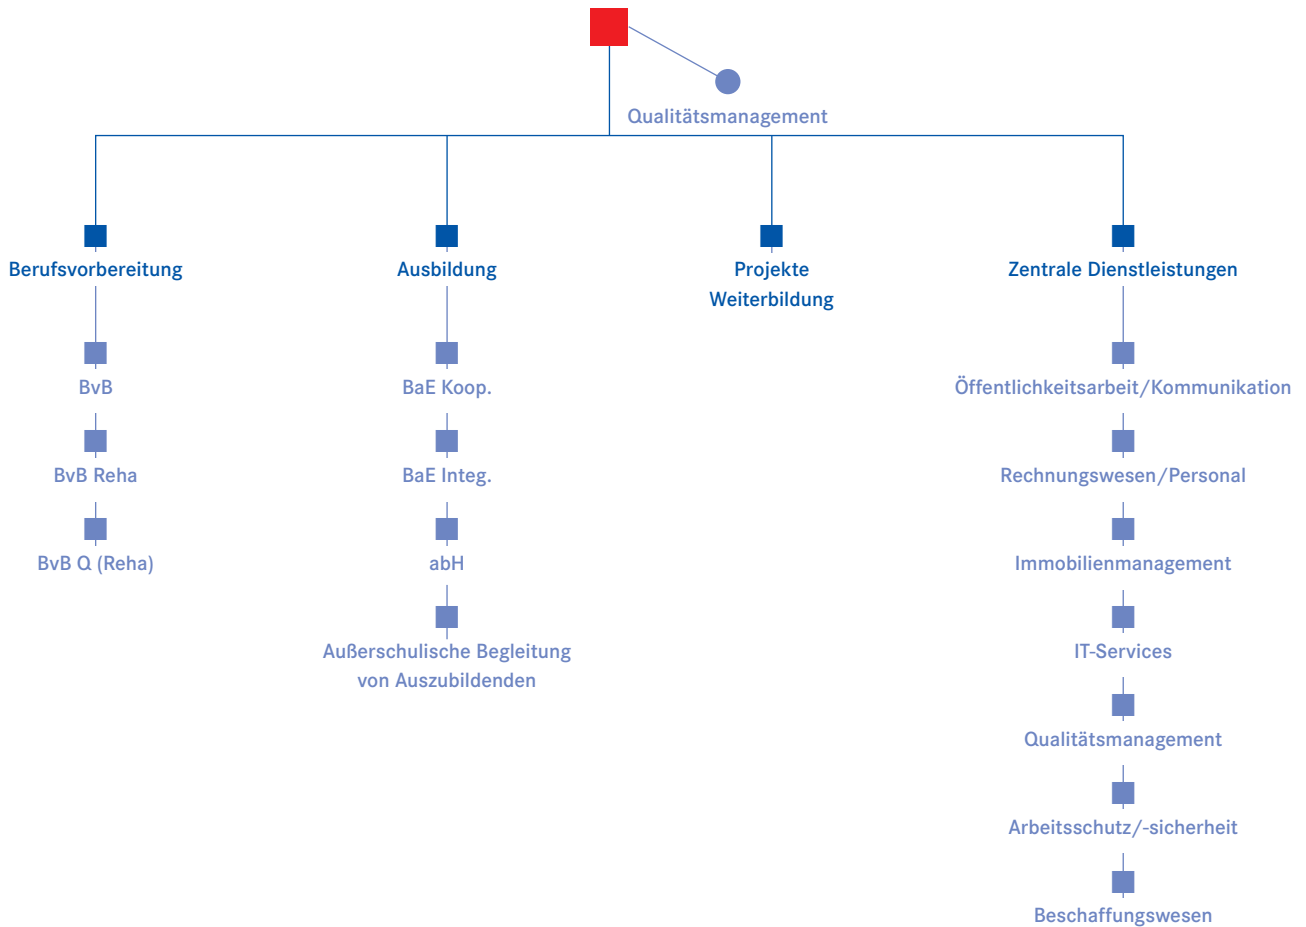 Qualitätsmanagement
Berufsvorbereitung
BvB
BvB Reha
BvB Q (Reha)
Ausbildung
BaE Koop.
BaE Integ.
abH
Außerschulische Begleitung
von Auszubildenden
Projekte
Weiterbildung
Zentrale Dienstleistungen
Öffentlichkeitsarbeit/Kommunikation
Rechnungswesen/Personal
Immobilienmanagement
IT-Services
Qualitätsmanagement
Arbeitsschutz/-sicherheit
Beschaffungswesen